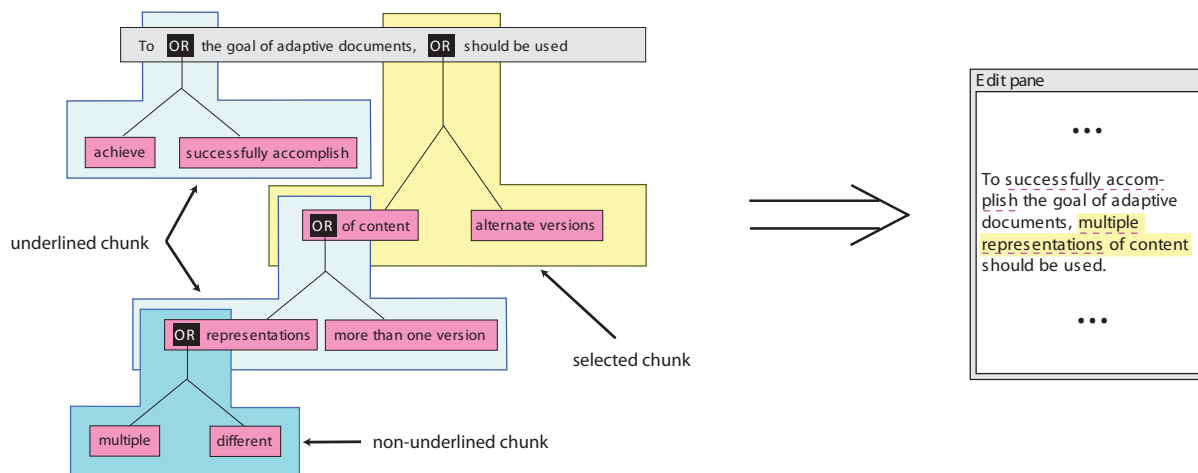 To OR the goal of adaptive documents, OR should be used
achieve
successfully accomplish
OR of content
alternate versions
underlined chunk
OR representations
more than one version
selected chunk
multiple
different
non-underlined chunk
Edit pane
...
To successfully accom-
plish the goal of adaptive
documents, multiple
representations of content
should be used.
...